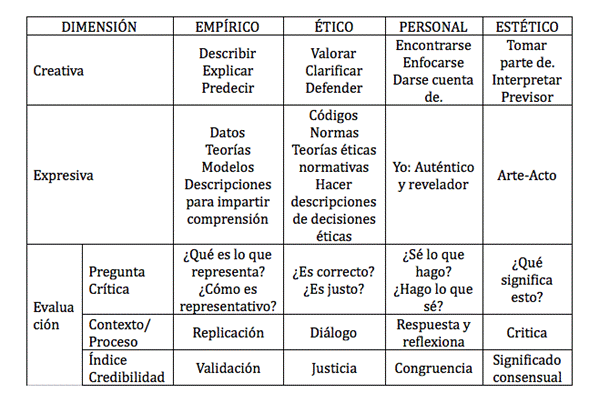 DIMENSIÓN EMPÍRICO ÉTICO PERSONAL ESTÉTICO
Creativa
Describir
Explicar
Predecir
Valorar
Clarificar
Defender
Encontrarse
Enfocarse
Darse cuenta
de.
Tomar
parte de.
Interpretar
Previsor
Expresiva
Datos
Teorías
Modelos
Descripciones
para impartir
comprensión
Códigos
Normas
Teorías éticas
normativas
Hacer
descripciones
de decisiones
éticas
Yo: Auténtico
y revelador
Arte-Acto
Evalua
ción
Pregunta
Crítica
¿Qué es lo que
representa?
¿Cómo es
representativo?
¿Es correcto?
¿Es justo?
¿Sé lo que
hago?
¿Hago lo que
sé?
¿Qué
significa
esto?
Contexto/
Proceso
Replicación
Diálogo
Respuesta y
reflexiona
Critica
Índice
Credibilidad
Validación
Justicia
Congruencia
Significado
consensual